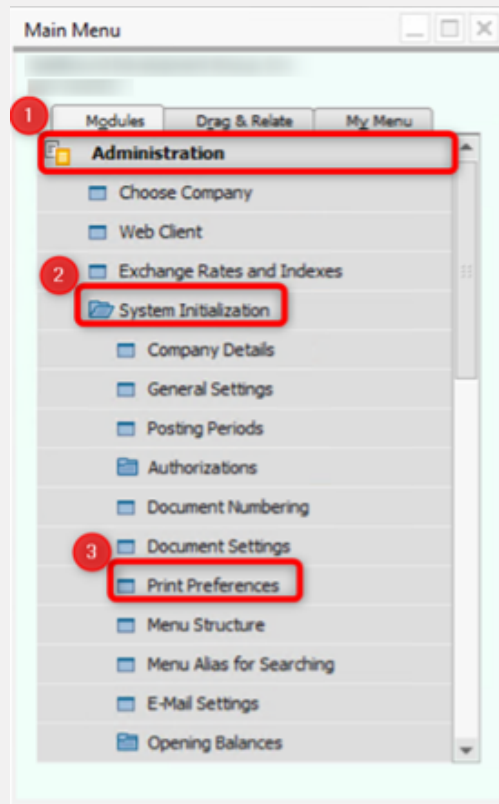 Main Menu
1
Modules Drag & Relate My Menu
Administration
Choose Company
Web Client
2
Exchange Rates and Indexes
System Initialization
Company Details
General Settings
Posting Periods
Authorizations
Document Numbering
3
Document Settings
Print Preferences
Menu Structure
Menu Alias for Searching
E-Mail Settings
Opening Balances